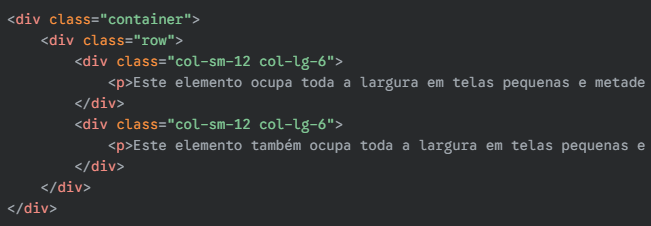 <div class="container">
    <div class="row">
        <div class="col-sm-12 col-lg-6">
            <p>Este elemento ocupa toda a largura em telas pequenas e metade
        </div>
        <div class="col-sm-12 col-lg-6">
            <p>Este elemento também ocupa toda a largura em telas pequenas e
        </div>
    </div>
</div>